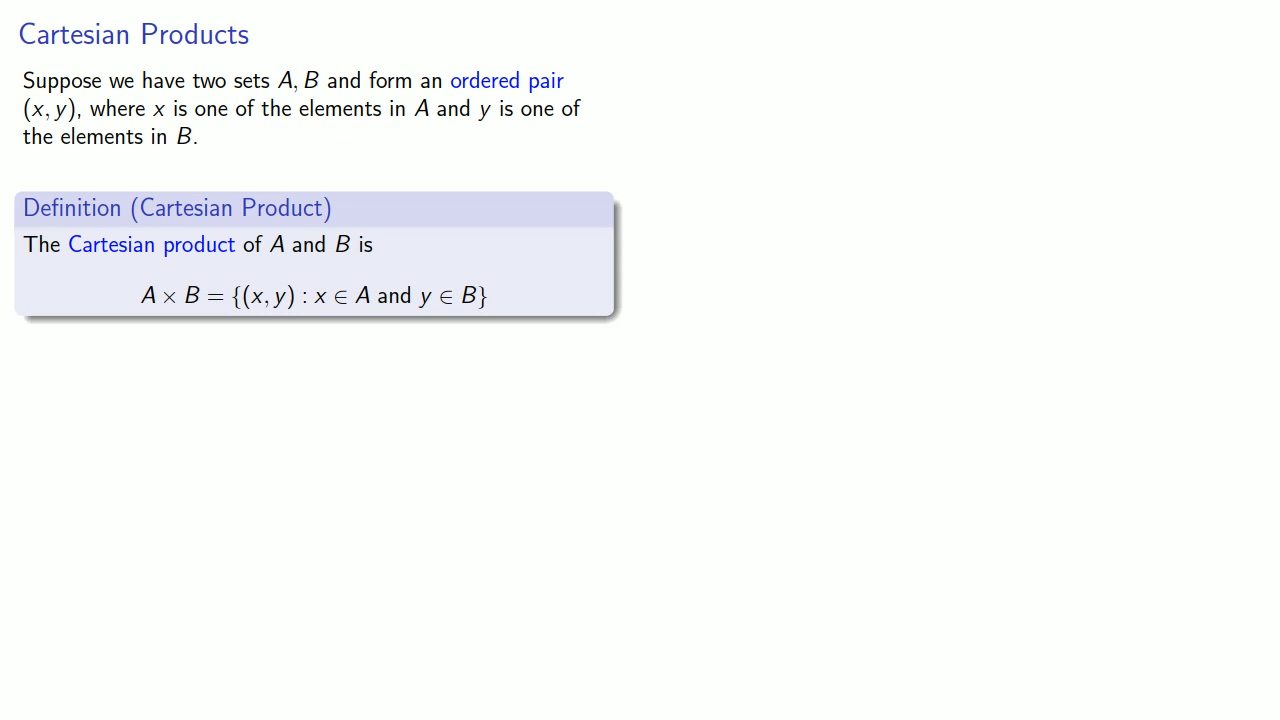 Cartesian Products
Suppose we have two sets A, B and form an ordered pair
(x, y), where x is one of the elements in A and y is one of
the elements in B.
Definition (Cartesian Product)
The Cartesian product of A and B is
A × B = {(x, y) : x ∈ A and y ∈ B}